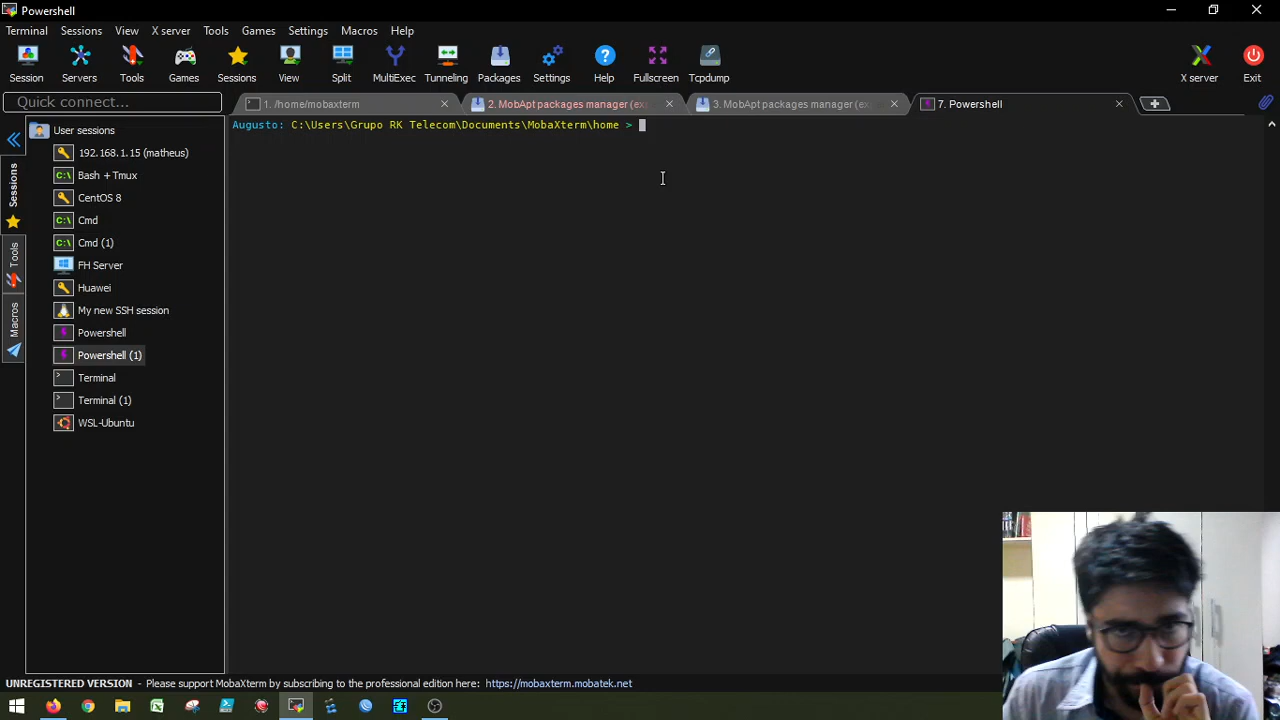 Powershell
Terminal Sessions View X server Tools Games Settings Macros Help
Session Servers Tools Games Sessions View Split MultiExec Tunneling Packages Settings Help Fullscreen Tcpdump X server Exit
Quick connect...
1. /home/mobaxterm
2. MobApt packages manager (ex
3. MobApt packages manager (ex
7. Powershell
Augusto: C:\Users\Grupo RK Telecom\Documents\MobaXterm\home >
Sessions
Tools
Macros
User sessions
192.168.1.15 (matheus)
Bash + Tmux
CentOS 8
Cmd
Cmd (1)
FH Server
Huawei
My new SSH session
Powershell
Powershell (1)
Terminal
Terminal (1)
WSL-Ubuntu
UNREGISTERED VERSION - Please support MobaXterm by subscribing to the professional edition here: https://mobaxterm.mobatek.net